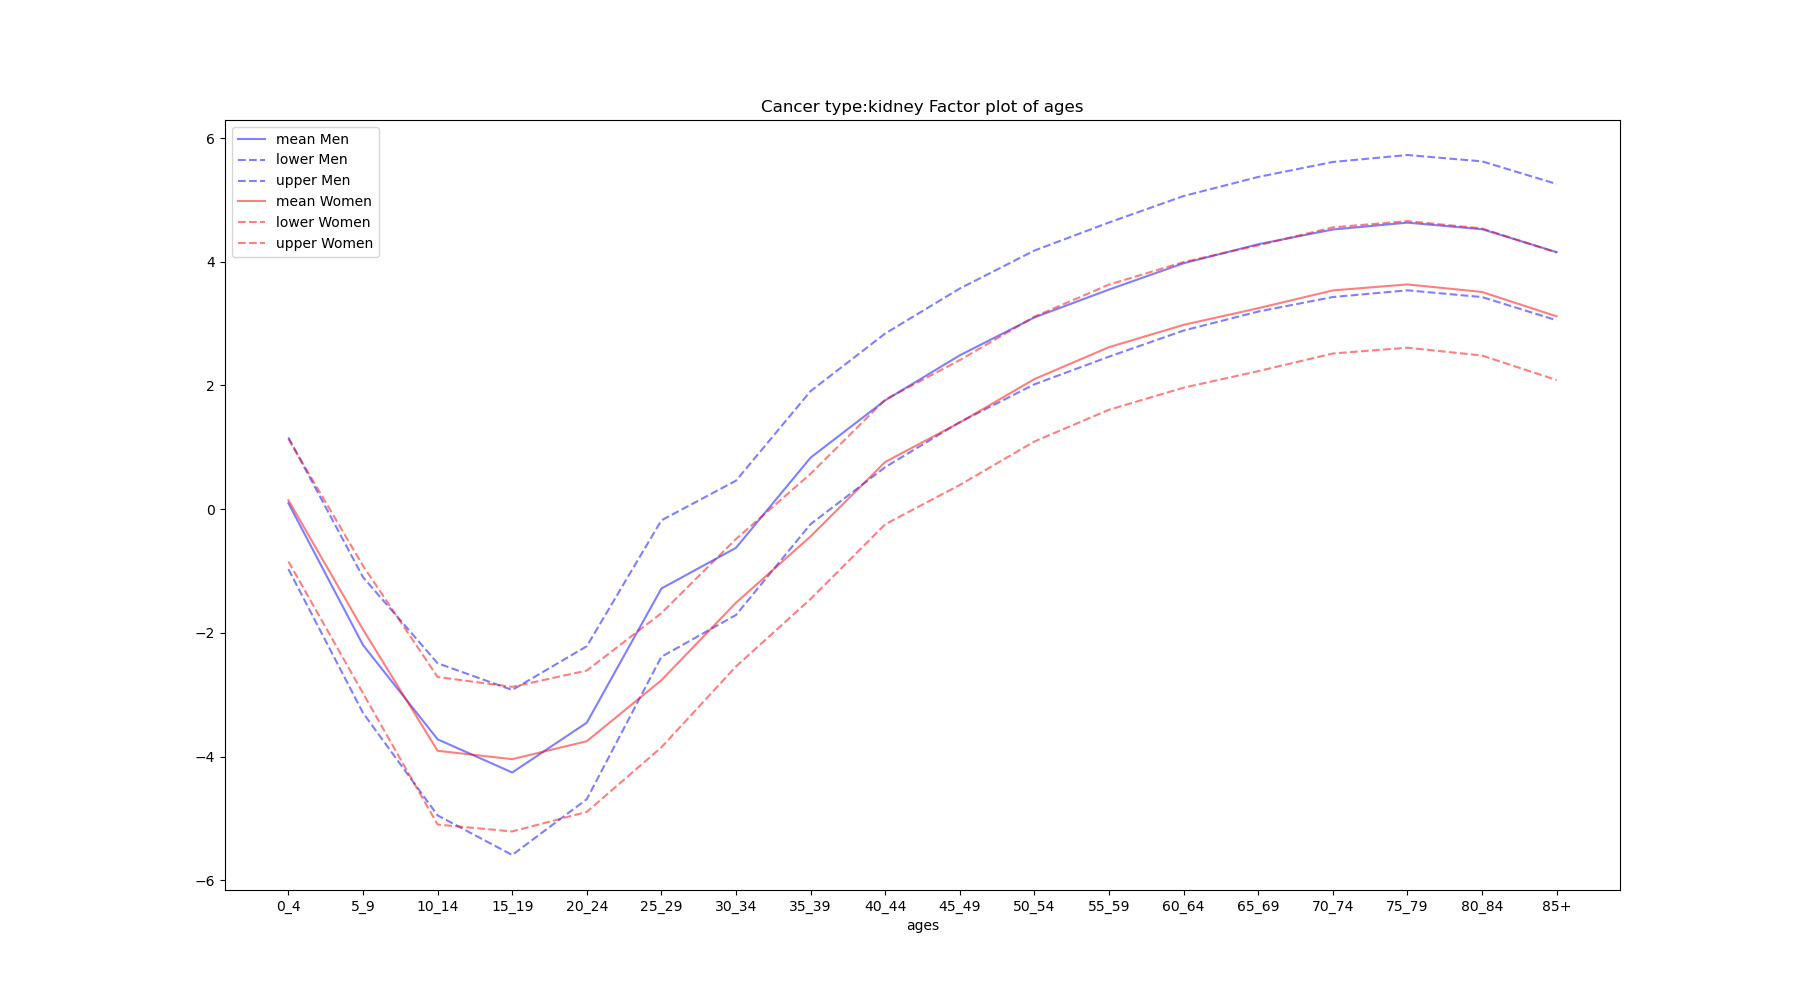 Cancer type:kidney Factor plot of ages
mean Men
lower Men
upper Men
mean Women
lower Women
upper Women
6
4
2
0
−2
−4
−6
0_4 5_9 10_14 15_19 20_24 25_29 30_34 35_39 40_44 45_49 50_54 55_59 60_64 65_69 70_74 75_79 80_84 85+
ages